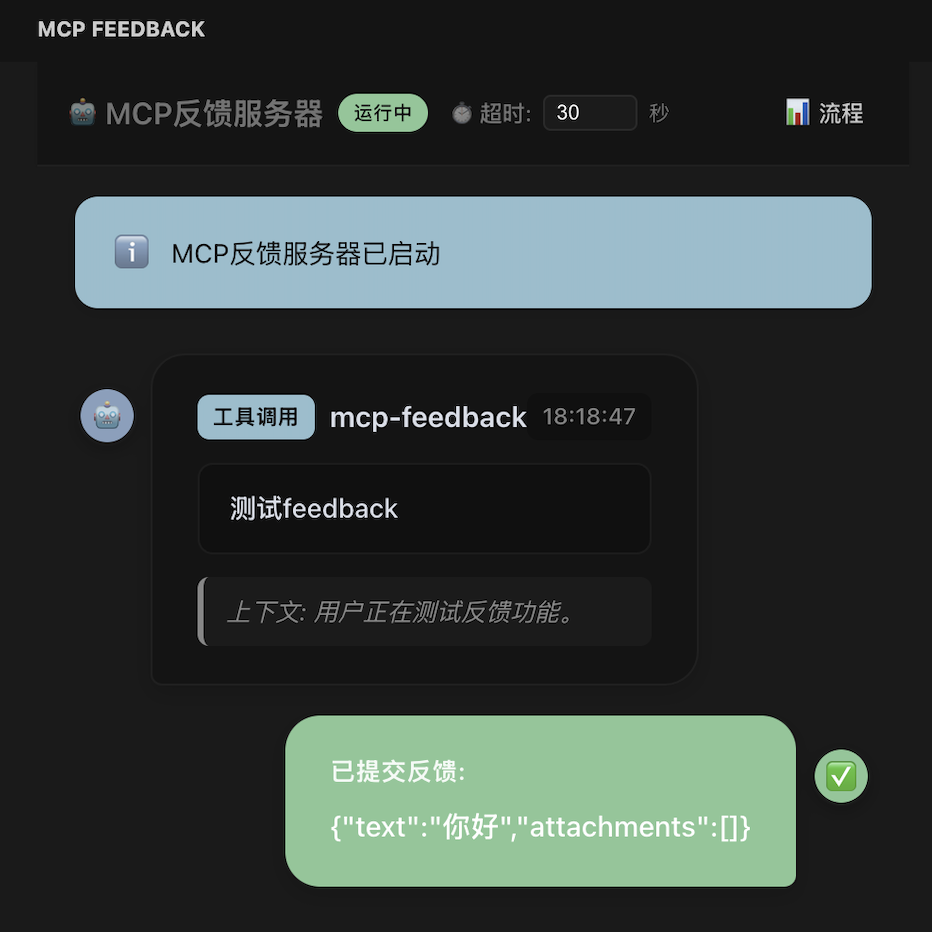 MCP FEEDBACK
🤖 MCP反馈服务器 运行中 ⏱ 超时: 30 秒 📊 流程
ℹ️ MCP反馈服务器已启动
工具调用 mcp-feedback 18:18:47
测试feedback
上下文: 用户正在测试反馈功能。
已提交反馈:
{"text":"你好","attachments":[]}